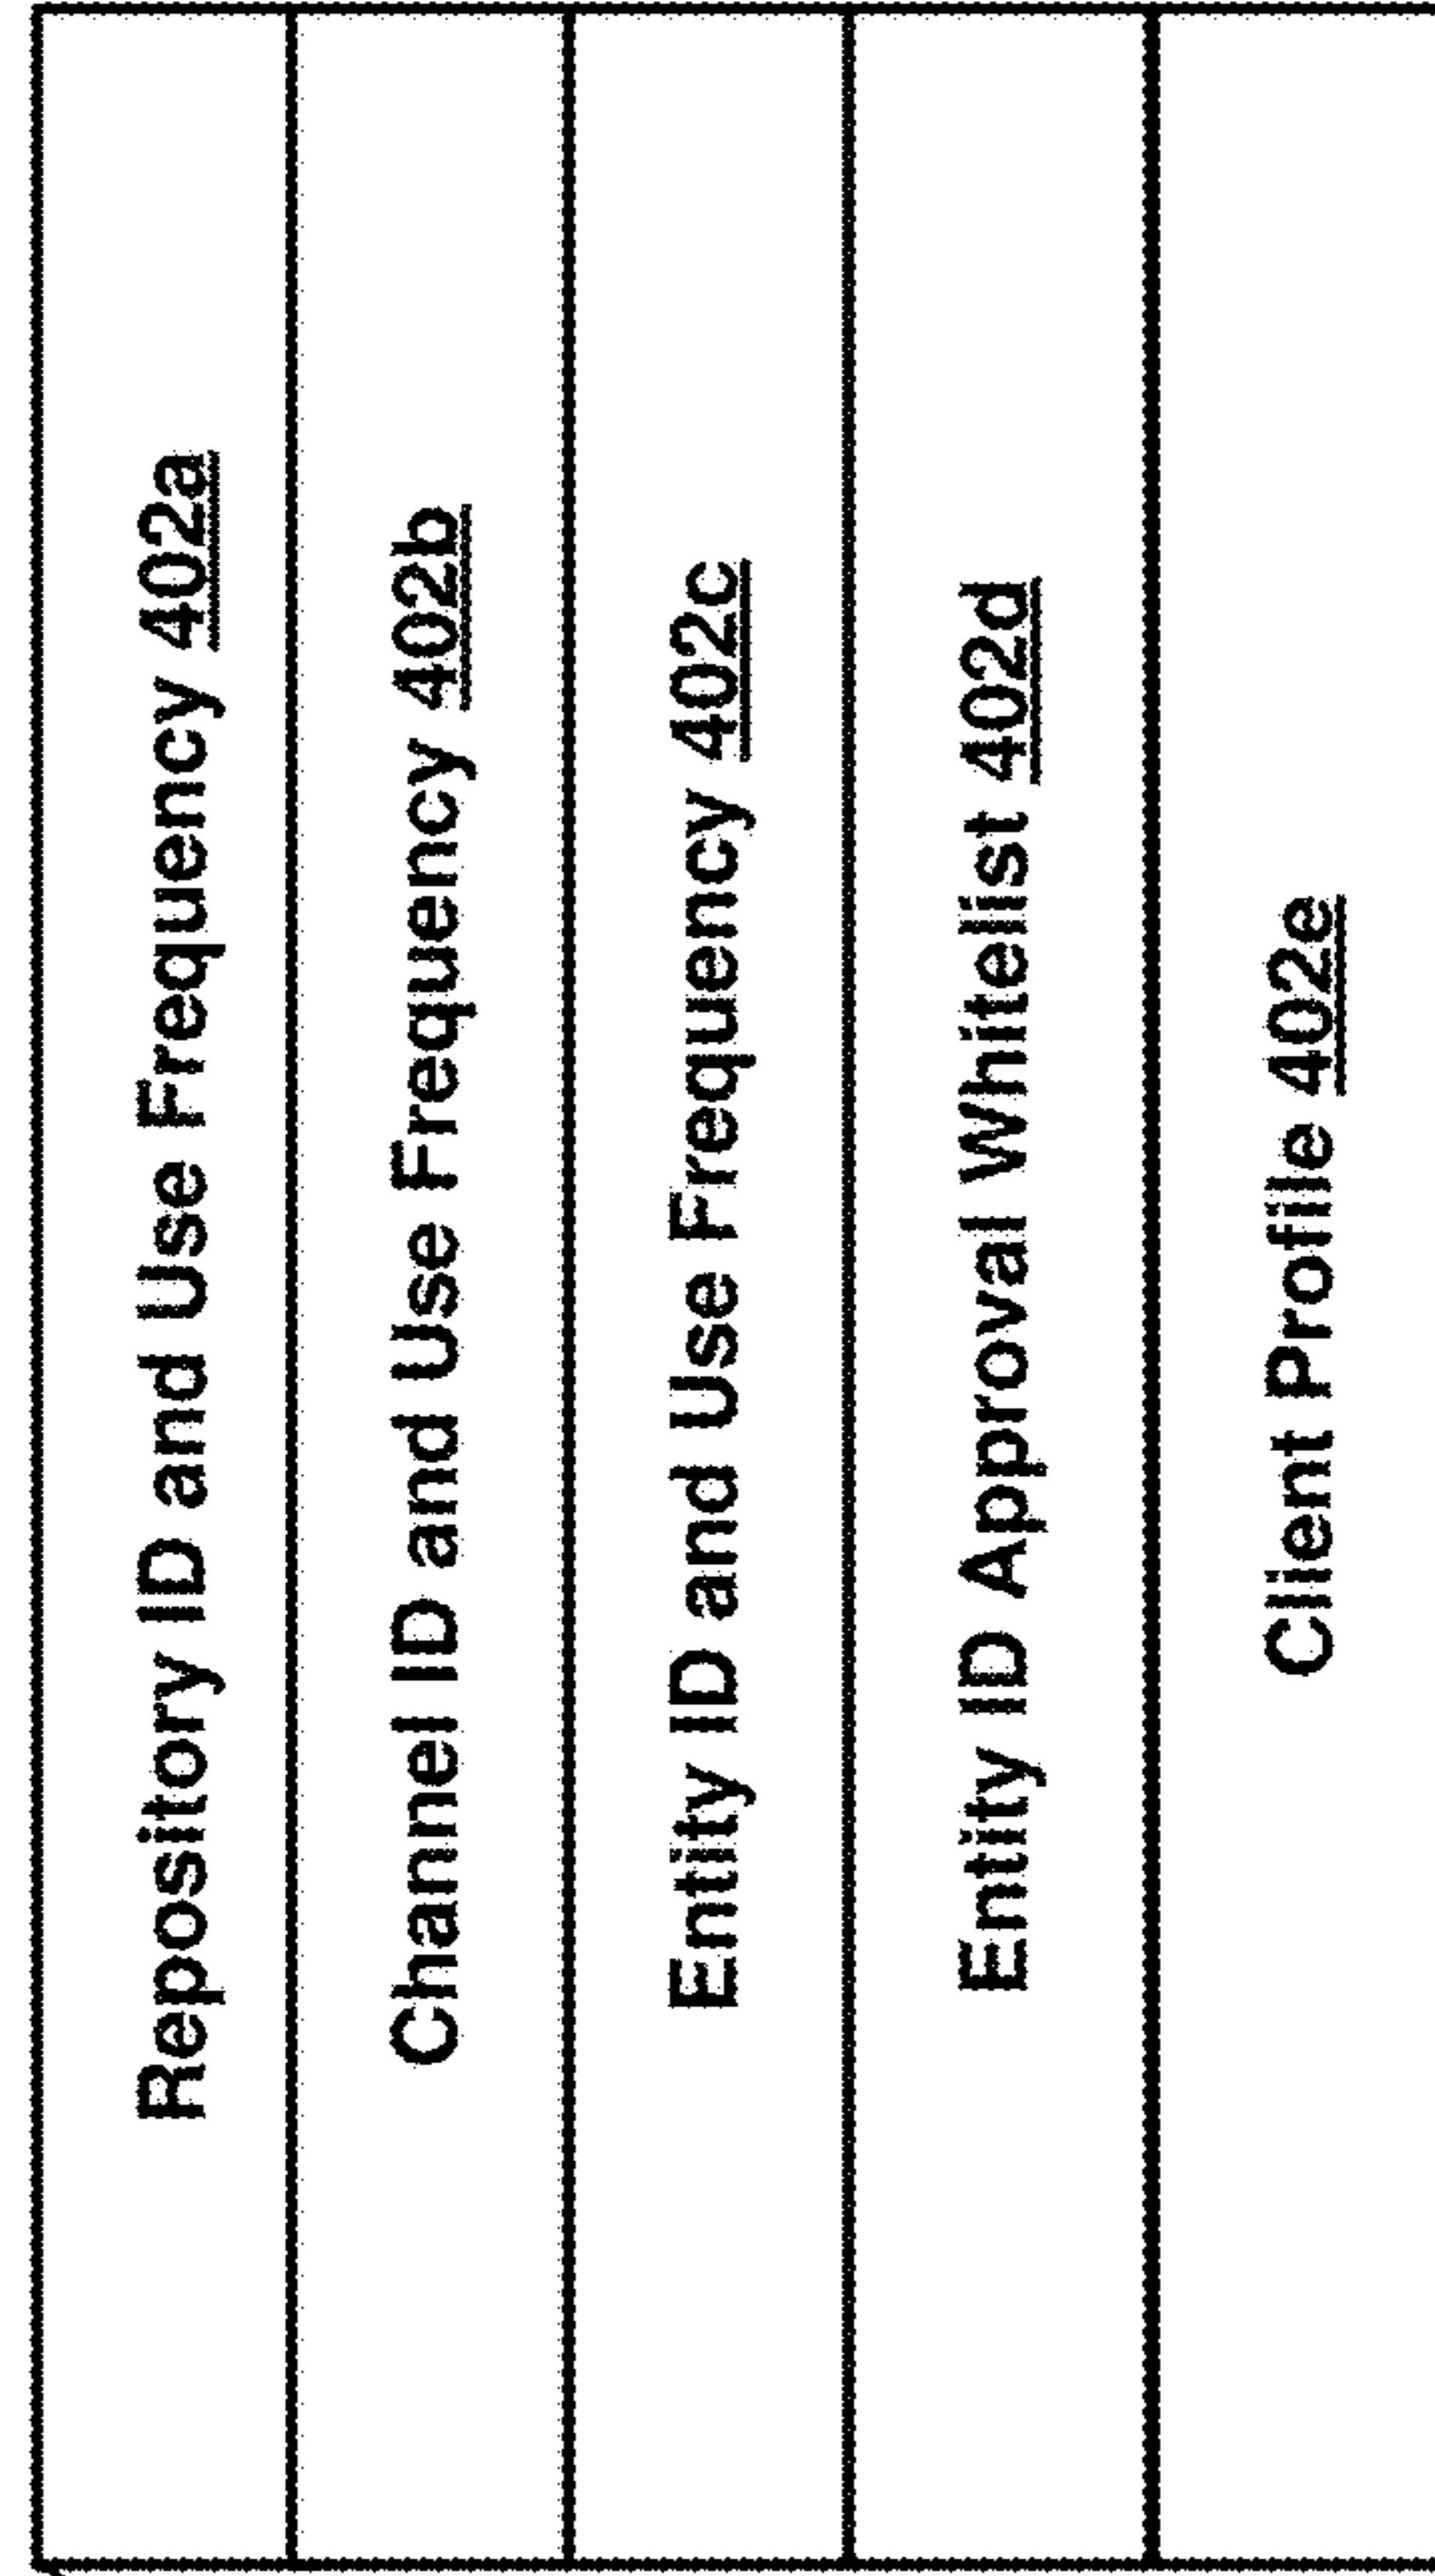 Repository ID and Use Frequency 402a
Channel ID and Use Frequency 402b
Entity ID and Use Frequency 402c
Entity ID Approval Whitelist 402d
Client Profile 402e